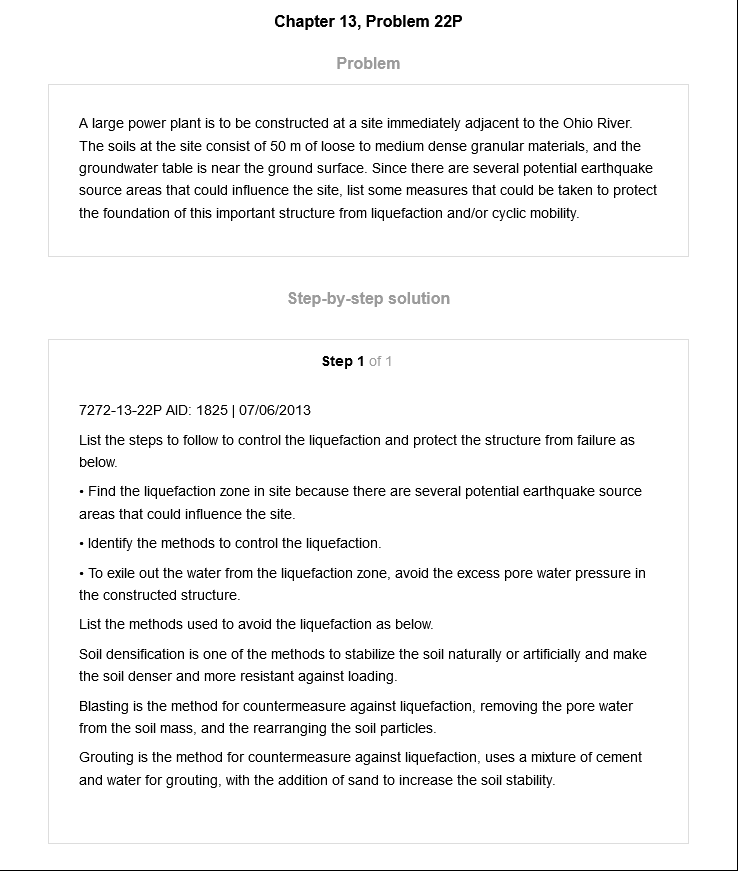 Chapter 13, Problem 22P
Problem
A large power plant is to be constructed at a site immediately adjacent to the Ohio River.
The soils at the site consist of 50 m of loose to medium dense granular materials, and the
groundwater table is near the ground surface. Since there are several potential earthquake
source areas that could influence the site, list some measures that could be taken to protect
the foundation of this important structure from liquefaction and/or cyclic mobility.
Step-by-step solution
Step 1 of 1
7272-13-22P AID: 1825 | 07/06/2013
List the steps to follow to control the liquefaction and protect the structure from failure as
below.
• Find the liquefaction zone in site because there are several potential earthquake source
areas that could influence the site.
• Identify the methods to control the liquefaction.
• To exile out the water from the liquefaction zone, avoid the excess pore water pressure in
the constructed structure.
List the methods used to avoid the liquefaction as below.
Soil densification is one of the methods to stabilize the soil naturally or artificially and make
the soil denser and more resistant against loading.
Blasting is the method for countermeasure against liquefaction, removing the pore water
from the soil mass, and the rearranging the soil particles.
Grouting is the method for countermeasure against liquefaction, uses a mixture of cement
and water for grouting, with the addition of sand to increase the soil stability.